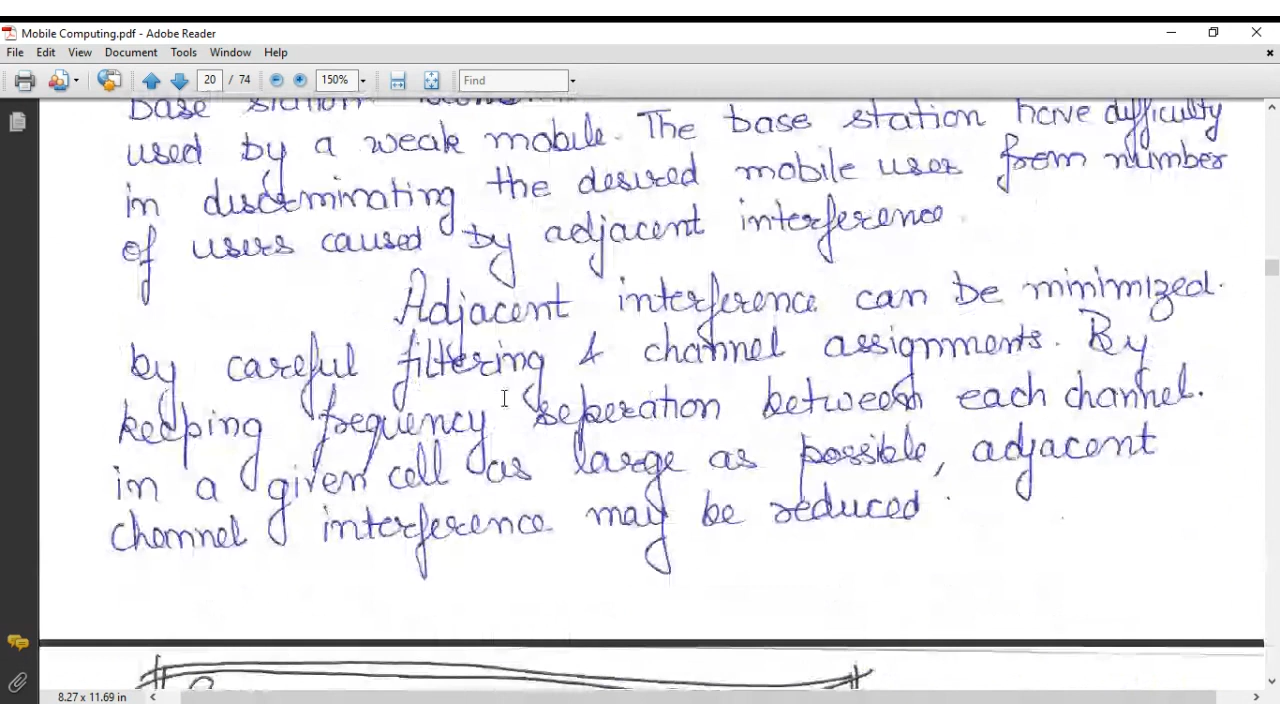 Mobile Computing.pdf - Adobe Reader
File Edit View Document Tools Window Help
20 / 74 150% Find
base station
used by a weak mobile. The base station have difficulty
in discriminating the desired mobile user from number
of users caused by adjacent interference
Adjacent interference can be minimized.
by careful filtering & channel assignments. By
keeping frequency seperation between each channel.
in a given cell as large as possible, adjacent
channel interference may be reduced.
8.27 x 11.69 in